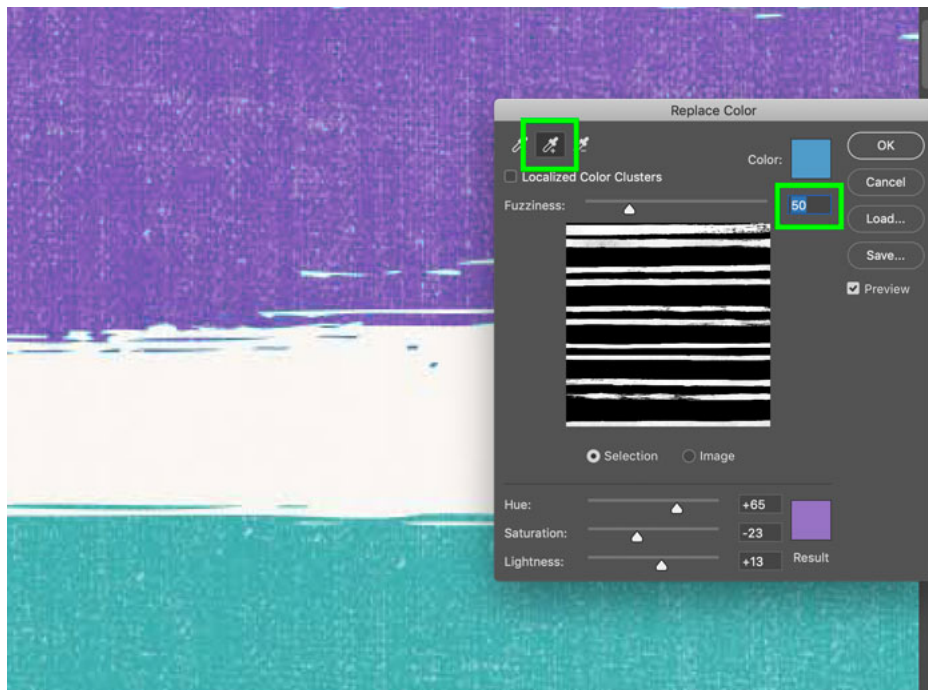 Replace Color
Color:
OK
Localized Color Clusters
Cancel
Fuzziness:
50
Load...
Save...
Preview
Selection
Image
Hue:
+65
Saturation:
-23
Lightness:
+13
Result